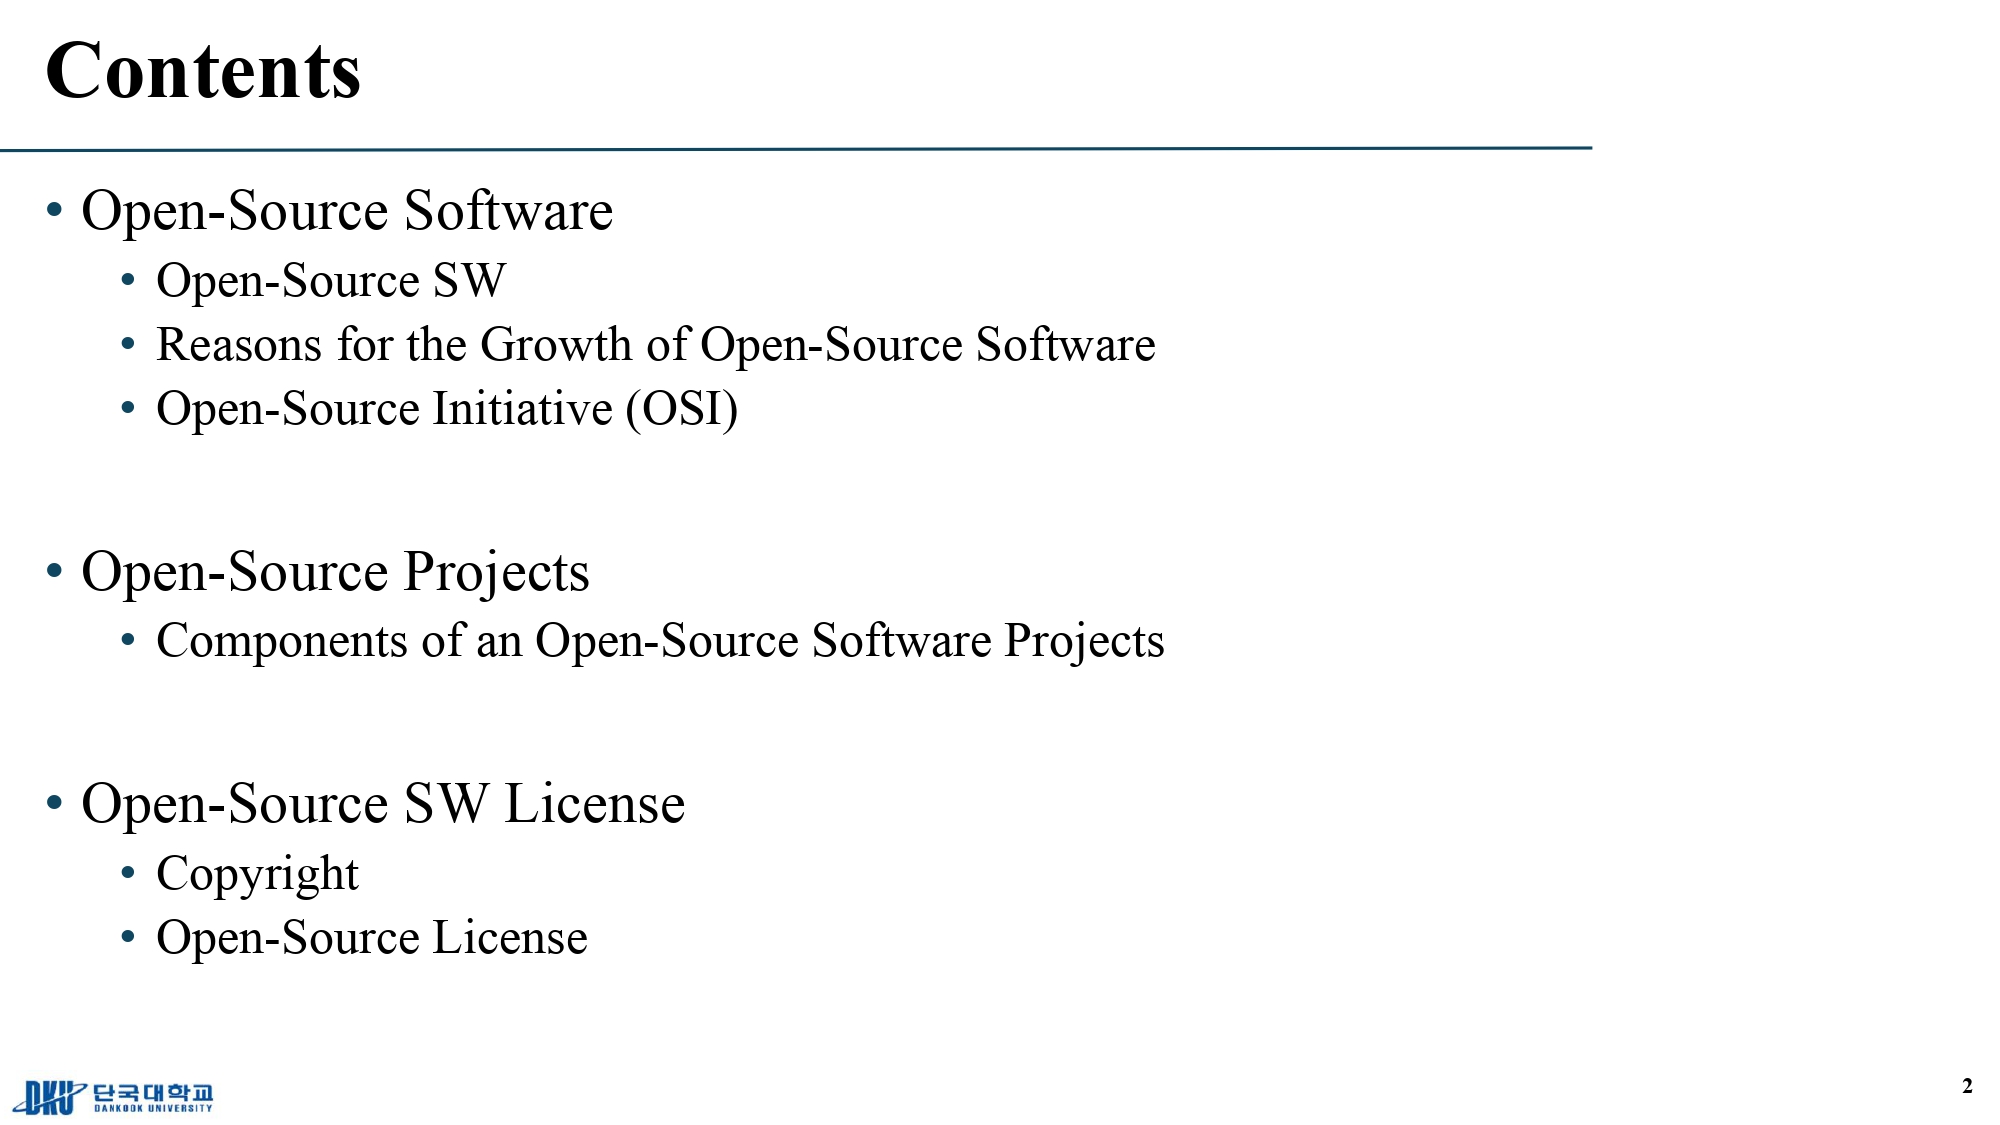 Contents
• Open-Source Software
• Open-Source SW
• Reasons for the Growth of Open-Source Software
• Open-Source Initiative (OSI)
• Open-Source Projects
• Components of an Open-Source Software Projects
• Open-Source SW License
• Copyright
• Open-Source License
DKU 단국대학교
DANKOOK UNIVERSITY
2